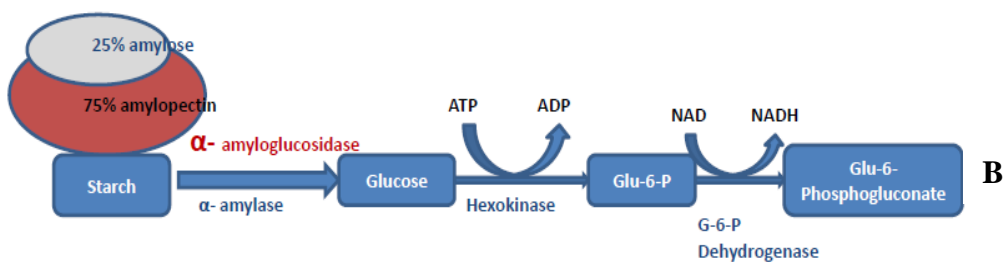 25% amylose
75% amylopectin
α- amyloglucosidase
Starch
α- amylase
Glucose
ATP
ADP
Hexokinase
Glu-6-P
NAD
NADH
G-6-P
Dehydrogenase
Glu-6-
Phosphogluconate
B